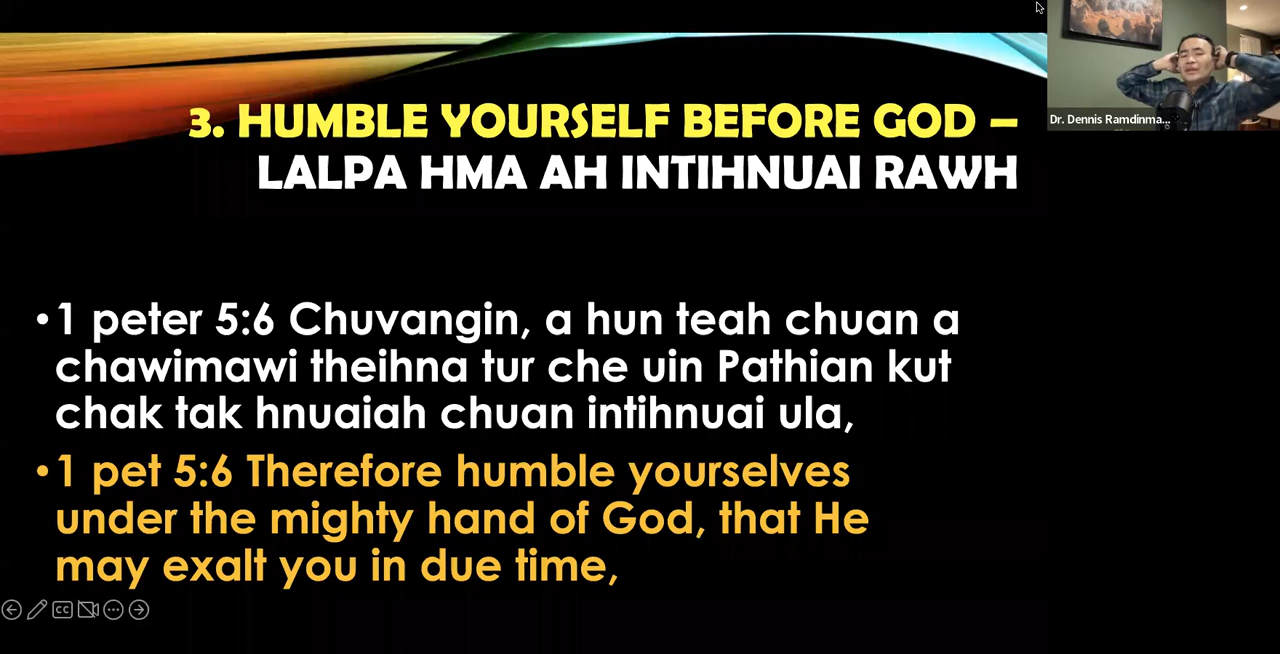 3. HUMBLE YOURSELF BEFORE GOD –
LALPA HMA AH INTIHNUAI RAWH
•1 peter 5:6 Chuvangin, a hun teah chuan a
chawimawi theihna tur che uin Pathian kut
chak tak hnuaiah chuan intihnuai ula,
•1 pet 5:6 Therefore humble yourselves
under the mighty hand of God, that He
may exalt you in due time,
Dr. Dennis Ramdinma...
CC